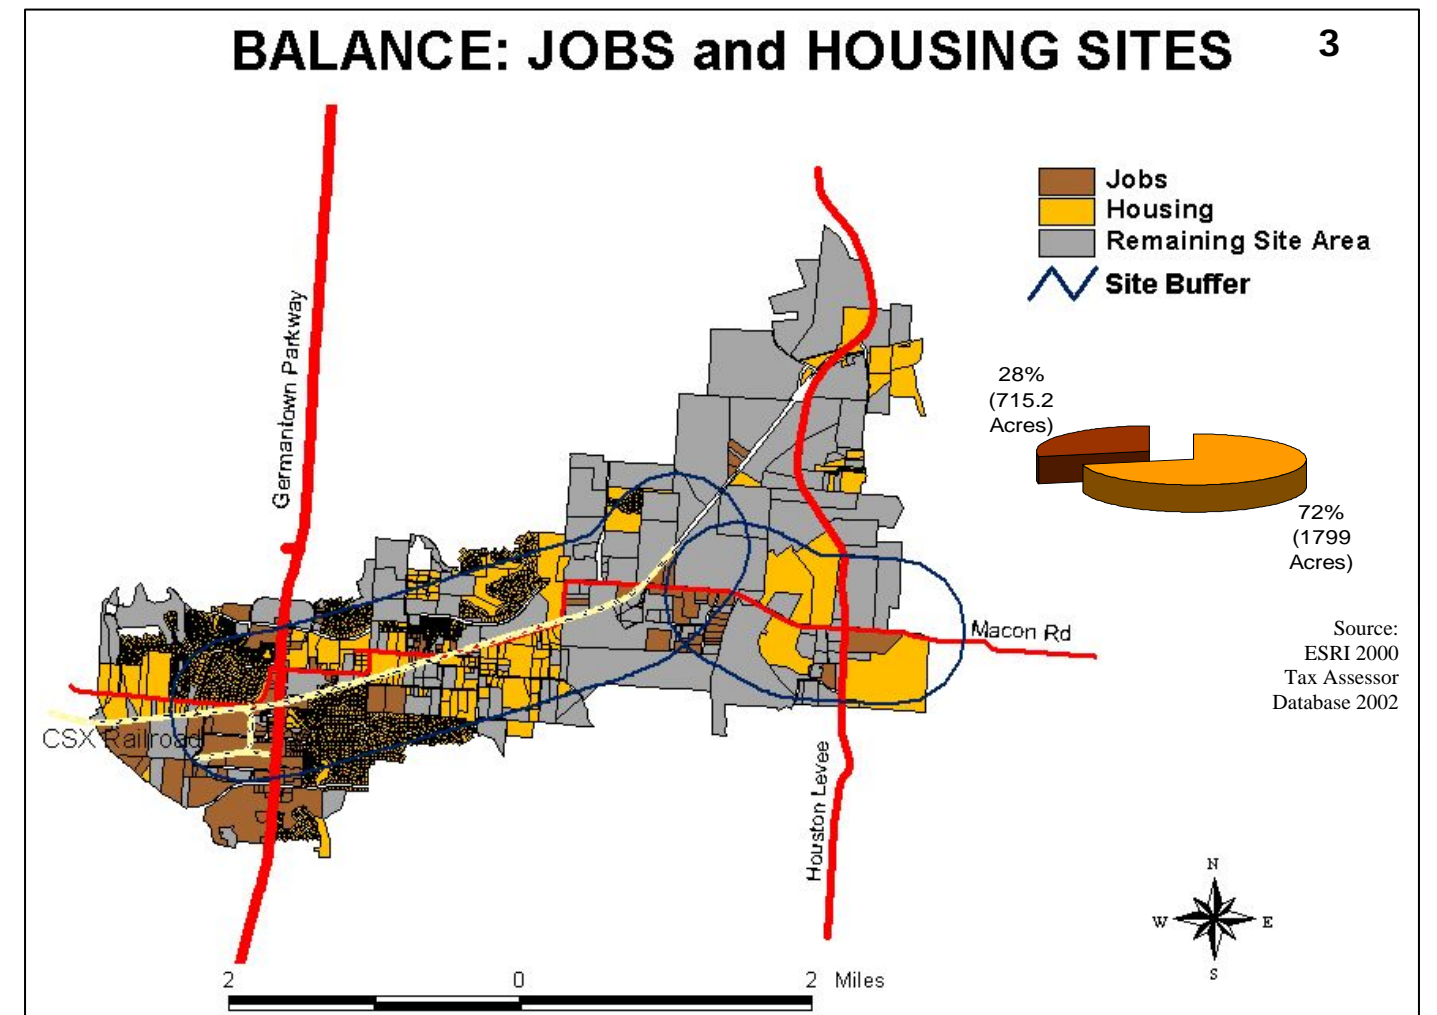 BALANCE: JOBS and HOUSING SITES
3
Jobs
Housing
Remaining Site Area
Site Buffer
Germantown Parkway
28%
(715.2
Acres)
72%
(1799
Acres)
Macon Rd
Source:
ESRI 2000
Tax Assessor
Database 2002
CSX Railroad
Houston Levee
N
W
E
S
2
0
2
Miles